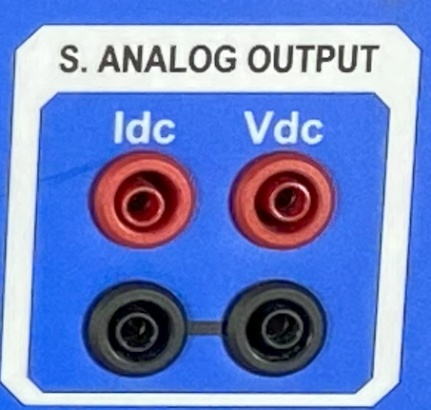 S. ANALOG OUTPUT
Idc Vdc